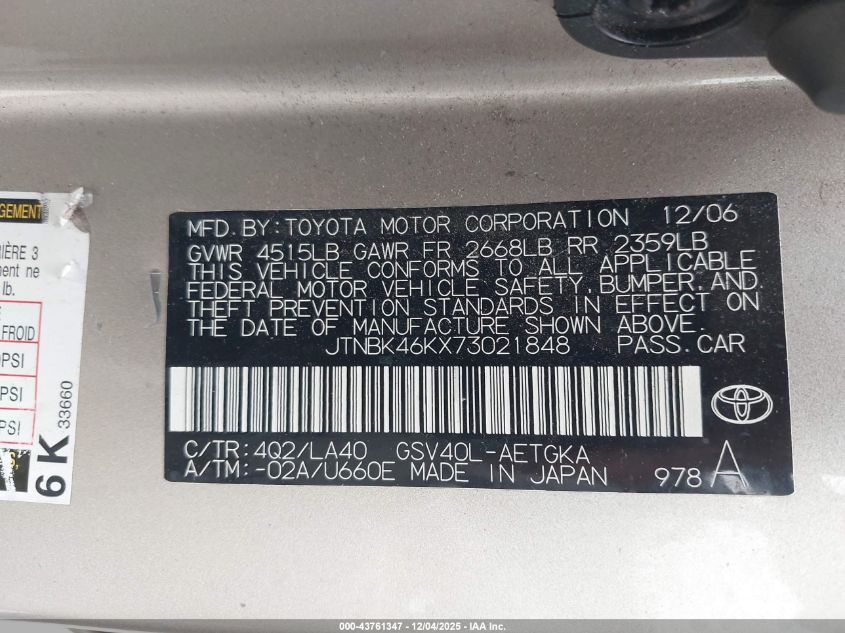 GEMENT
RIÈRE 3
ment ne
lb.
E
FROID
0PSI
PSI
PSI
6 K
33660
MFD. BY: TOYOTA MOTOR CORPORATION 12/06
GVWR 4515LB GAWR FR 2668LB RR 2359LB
THIS VEHICLE CONFORMS TO ALL APPLICABLE
FEDERAL MOTOR VEHICLE SAFETY, BUMPER, AND
THEFT PREVENTION STANDARDS IN EFFECT ON
THE DATE OF MANUFACTURE SHOWN ABOVE.
JTNBK46KX73021848 PASS. CAR
C/TR: 4Q2/LA40 GSV40L-AETGKA
A/TM: -02A/U660E MADE IN JAPAN 978 A
000-43761347 - 12/04/2025 - IAA Inc.